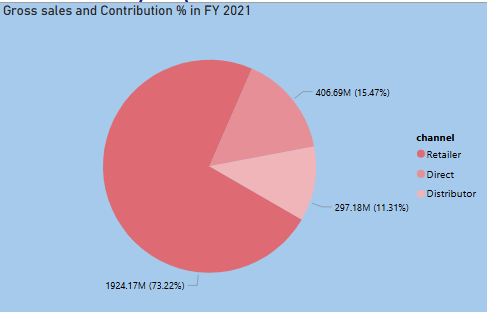 Gross sales and Contribution % in FY 2021
406.69M (15.47%)
channel
Retailer
Direct
Distributor
297.18M (11.31%)
1924.17M (73.22%)